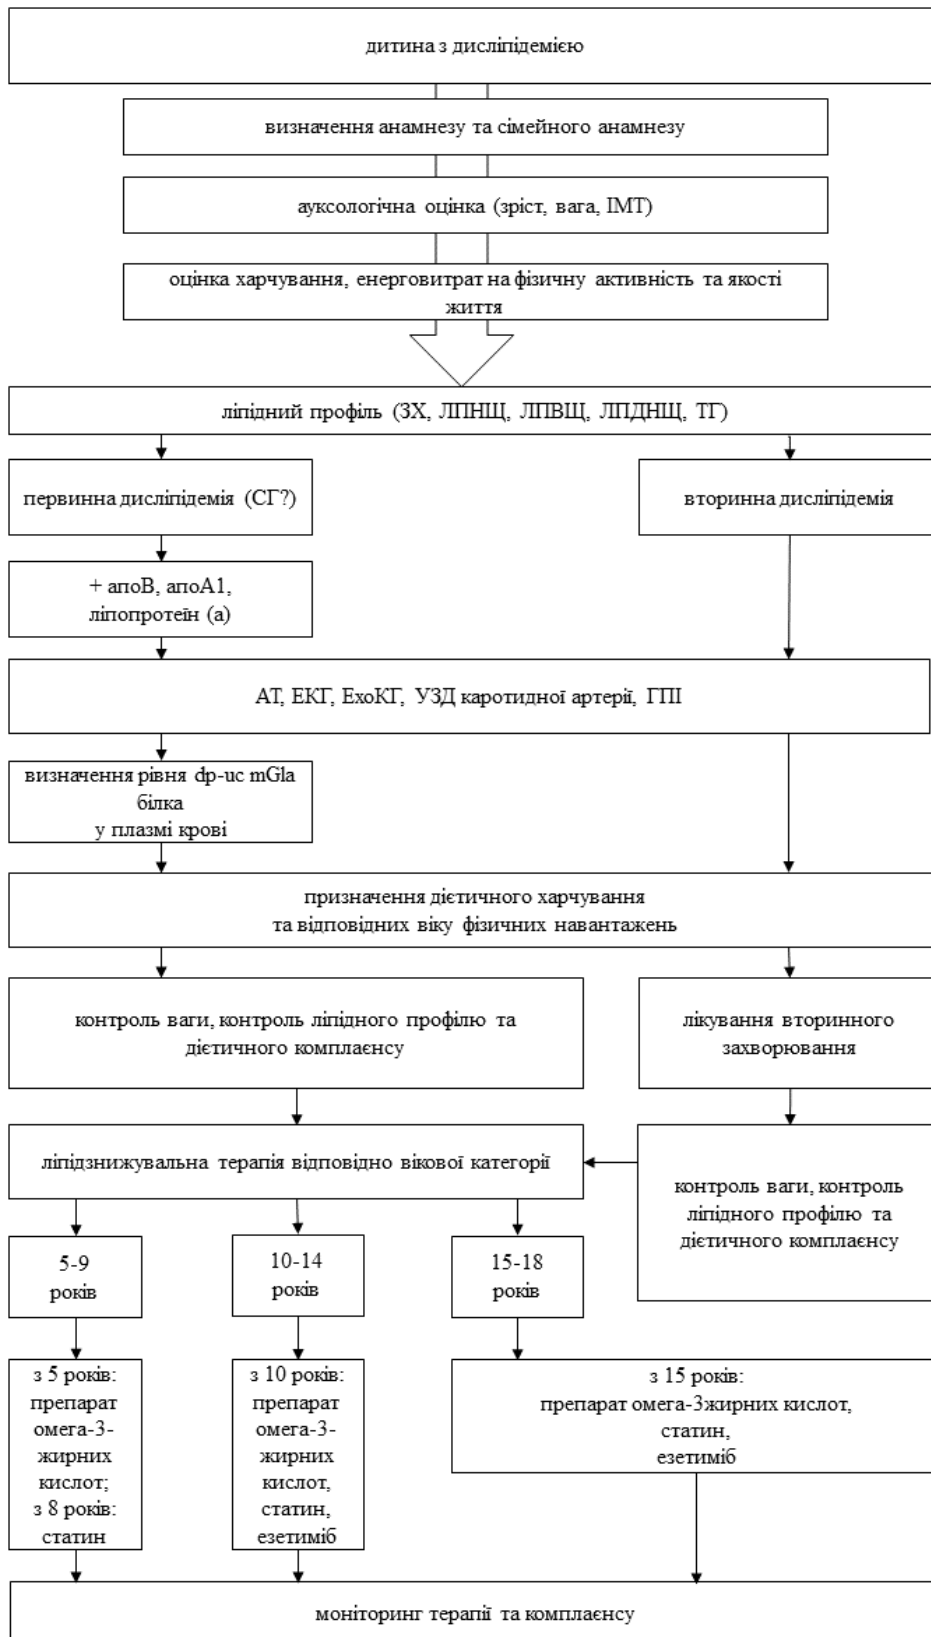 дитина з дисліпідемією
визначення анамнезу та сімейного анамнезу
ауксологічна оцінка (зріст, вага, ІМТ)
оцінка харчування, енерговитрат на фізичну активність та якості
життя
ліпідний профіль (ЗХ, ЛПНЩ, ЛПВЩ, ЛПДНЩ, ТГ)
первинна дисліпідемія (СГ?)
вторинна дисліпідемія
+ апоВ, апоА1,
ліпопротеїн (а)
АТ, ЕКГ, ЕхоКГ, УЗД каротидної артерії, ГПІ
визначення рівня dp-uc mGla
білка
у плазмі крові
призначення дієтичного харчування
та відповідних віку фізичних навантажень
контроль ваги, контроль ліпідного профілю та
дієтичного комплаєнсу
лікування вторинного
захворювання
ліпідзнижувальна терапія відповідно вікової категорії
контроль ваги, контроль
ліпідного профілю та
дієтичного комплаєнсу
5-9
років
10-14
років
15-18
років
з 5 років:
препарат
омега-3-
жирних
кислот;
з 8 років:
статин
з 10 років:
препарат
омега-3-
жирних
кислот,
статин,
езетиміб
з 15 років:
препарат омега-3жирних кислот,
статин,
езетиміб
моніторинг терапії та комплаєнсу